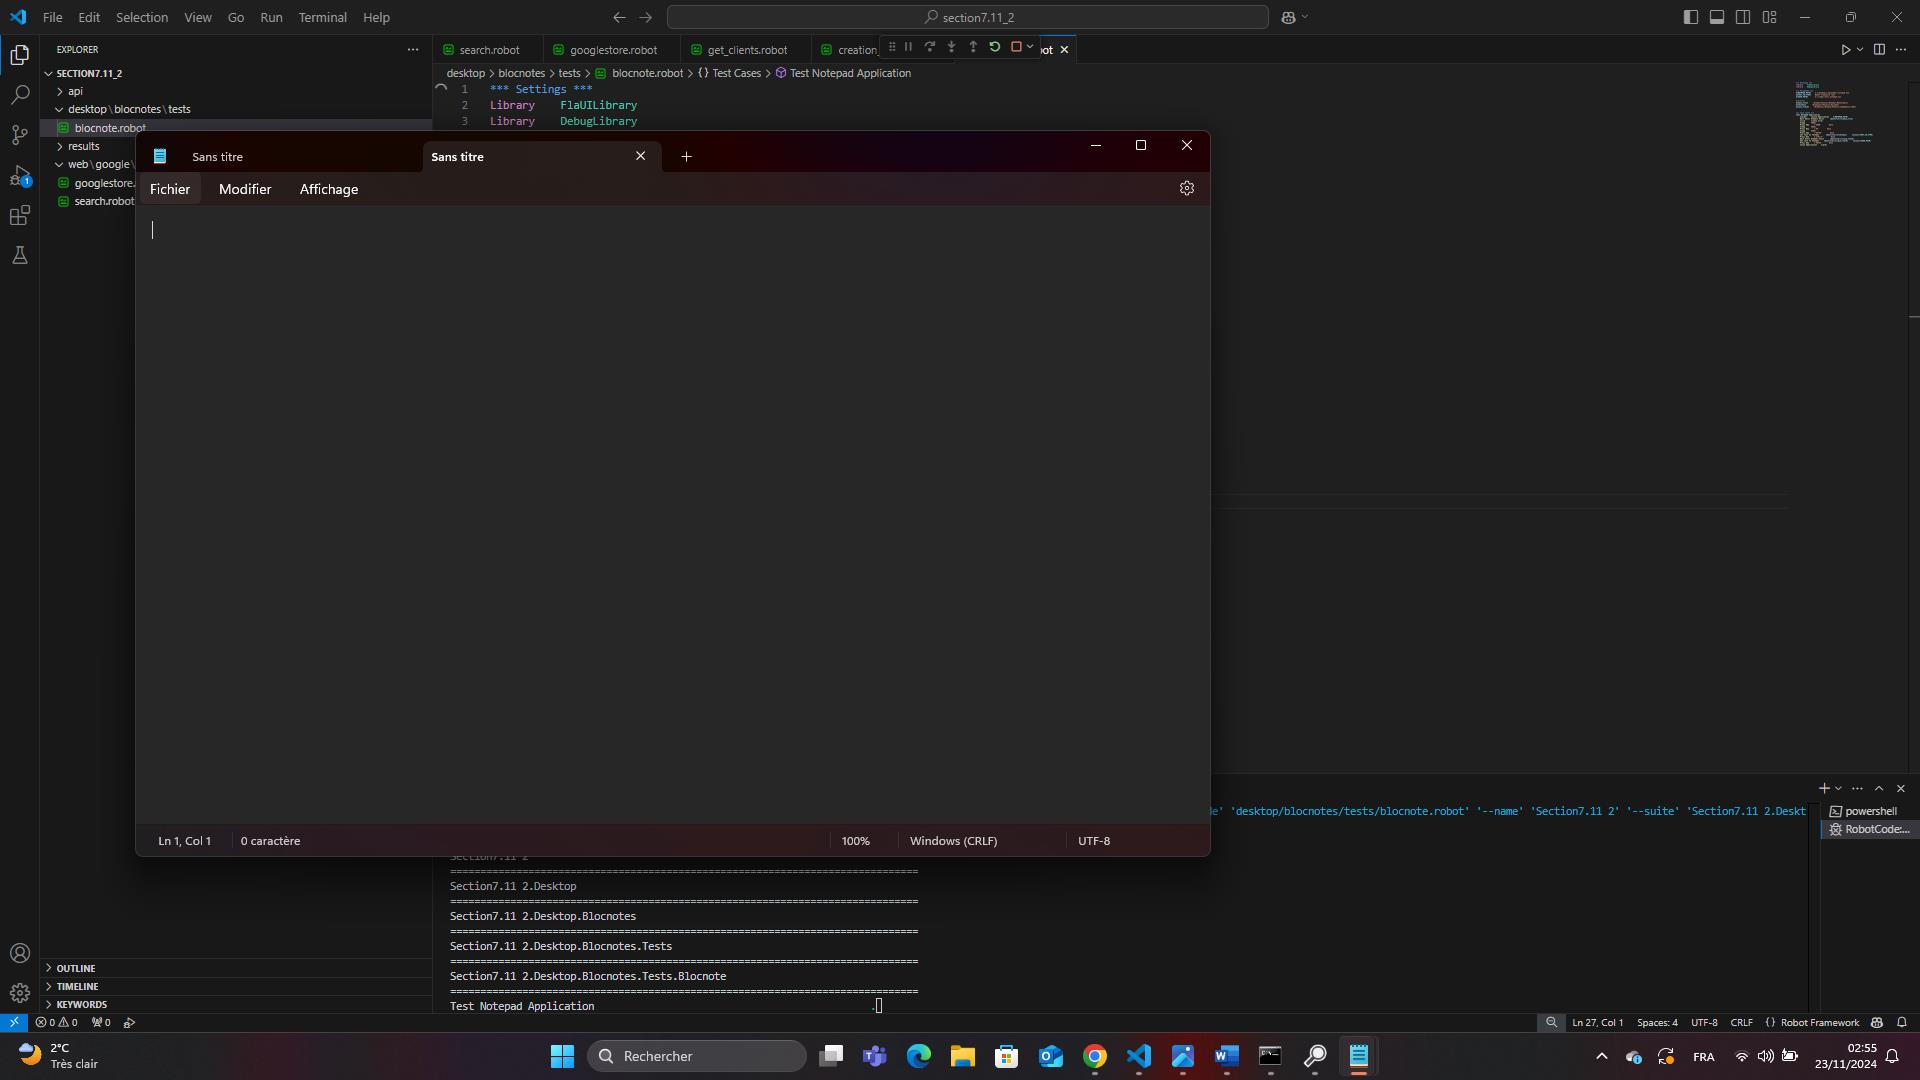 File Edit Selection View Go Run Terminal Help
section7.11_2
EXPLORER
SECTION7.11_2
api
desktop\blocnotes\tests
blocnote.robot
results
web\google\
googlestore.
search.robot
search.robot googlestore.robot get_clients.robot creation_ bot
desktop > blocnotes > tests > blocnote.robot > {} Test Cases > Test Notepad Application
1 *** Settings ***
2 Library FlaUILibrary
3 Library DebugLibrary
Sans titre Sans titre
Fichier Modifier Affichage
Ln 1, Col 1 0 caractère 100% Windows (CRLF) UTF-8
de' 'desktop/blocnotes/tests/blocnote.robot' '--name' 'Section7.11 2' '--suite' 'Section7.11 2.Deskt
powershell
RobotCode:...
Section7.11 2
==============================================================================
Section7.11 2.Desktop
==============================================================================
Section7.11 2.Desktop.Blocnotes
==============================================================================
Section7.11 2.Desktop.Blocnotes.Tests
==============================================================================
Section7.11 2.Desktop.Blocnotes.Tests.Blocnote
==============================================================================
Test Notepad Application .
1
OUTLINE
TIMELINE
KEYWORDS
0 0 0 Ln 27, Col 1 Spaces: 4 UTF-8 CRLF {} Robot Framework
2°C
Très clair
Rechercher
FRA
02:55
23/11/2024